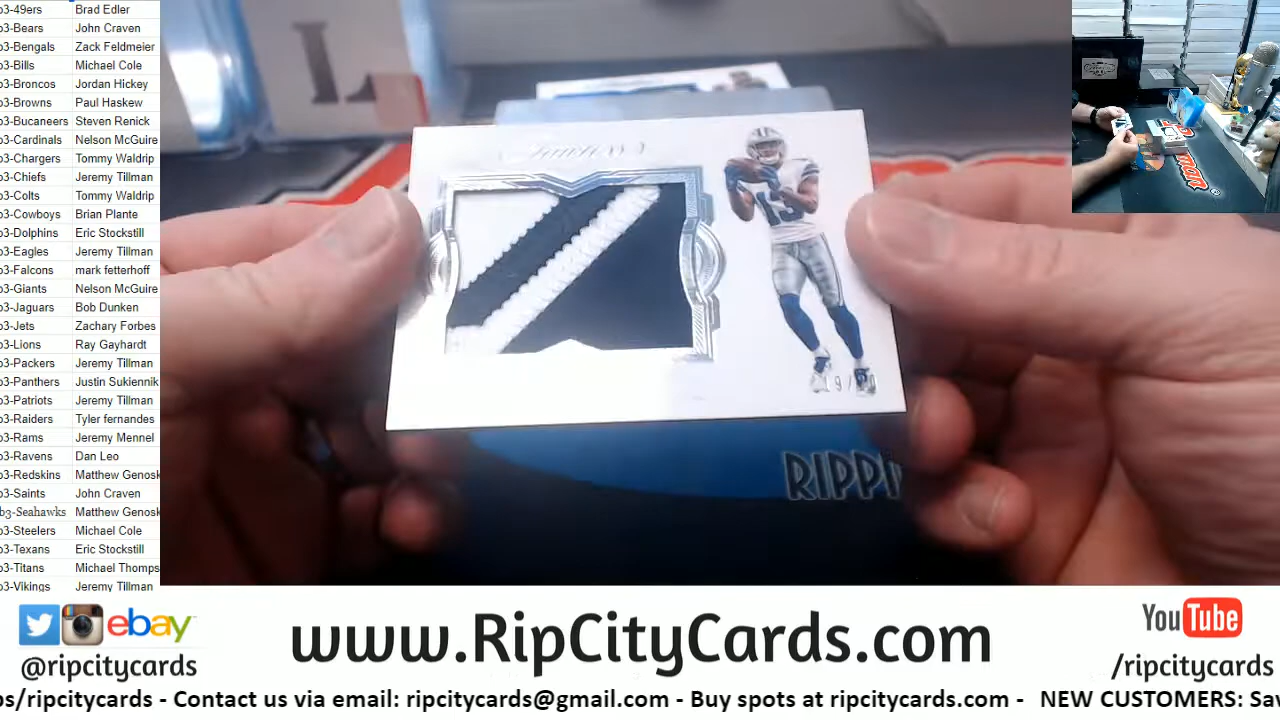 b3-49ers Brad Edler
b3-Bears John Craven
b3-Bengals Zack Feldmeier
b3-Bills Michael Cole
b3-Broncos Jordan Hickey
b3-Browns Paul Haskew
b3-Bucaneers Steven Renick
b3-Cardinals Nelson McGuire
b3-Chargers Tommy Waldrip
b3-Chiefs Jeremy Tillman
b3-Colts Tommy Waldrip
b3-Cowboys Brian Plante
b3-Dolphins Eric Stockstill
b3-Eagles Jeremy Tillman
b3-Falcons mark fetterhoff
b3-Giants Nelson McGuire
b3-Jaguars Bob Dunken
b3-Jets Zachary Forbes
b3-Lions Ray Gayhardt
b3-Packers Jeremy Tillman
b3-Panthers Justin Sukiennik
b3-Patriots Jeremy Tillman
b3-Raiders Tyler fernandes
b3-Rams Jeremy Mennel
b3-Ravens Dan Leo
b3-Redskins Matthew Genosk
b3-Saints John Craven
b3-Seahawks Matthew Genosk
b3-Steelers Michael Cole
b3-Texans Eric Stockstill
b3-Titans Michael Thomps
b3-Vikings Jeremy Tillman
13
RIPPI
ebay
@ripcitycards
www.RipCityCards.com
YouTube
/ripcitycards
os/ripcitycards - Contact us via email: ripcitycards@gmail.com - Buy spots at ripcitycards.com - NEW CUSTOMERS: Sav